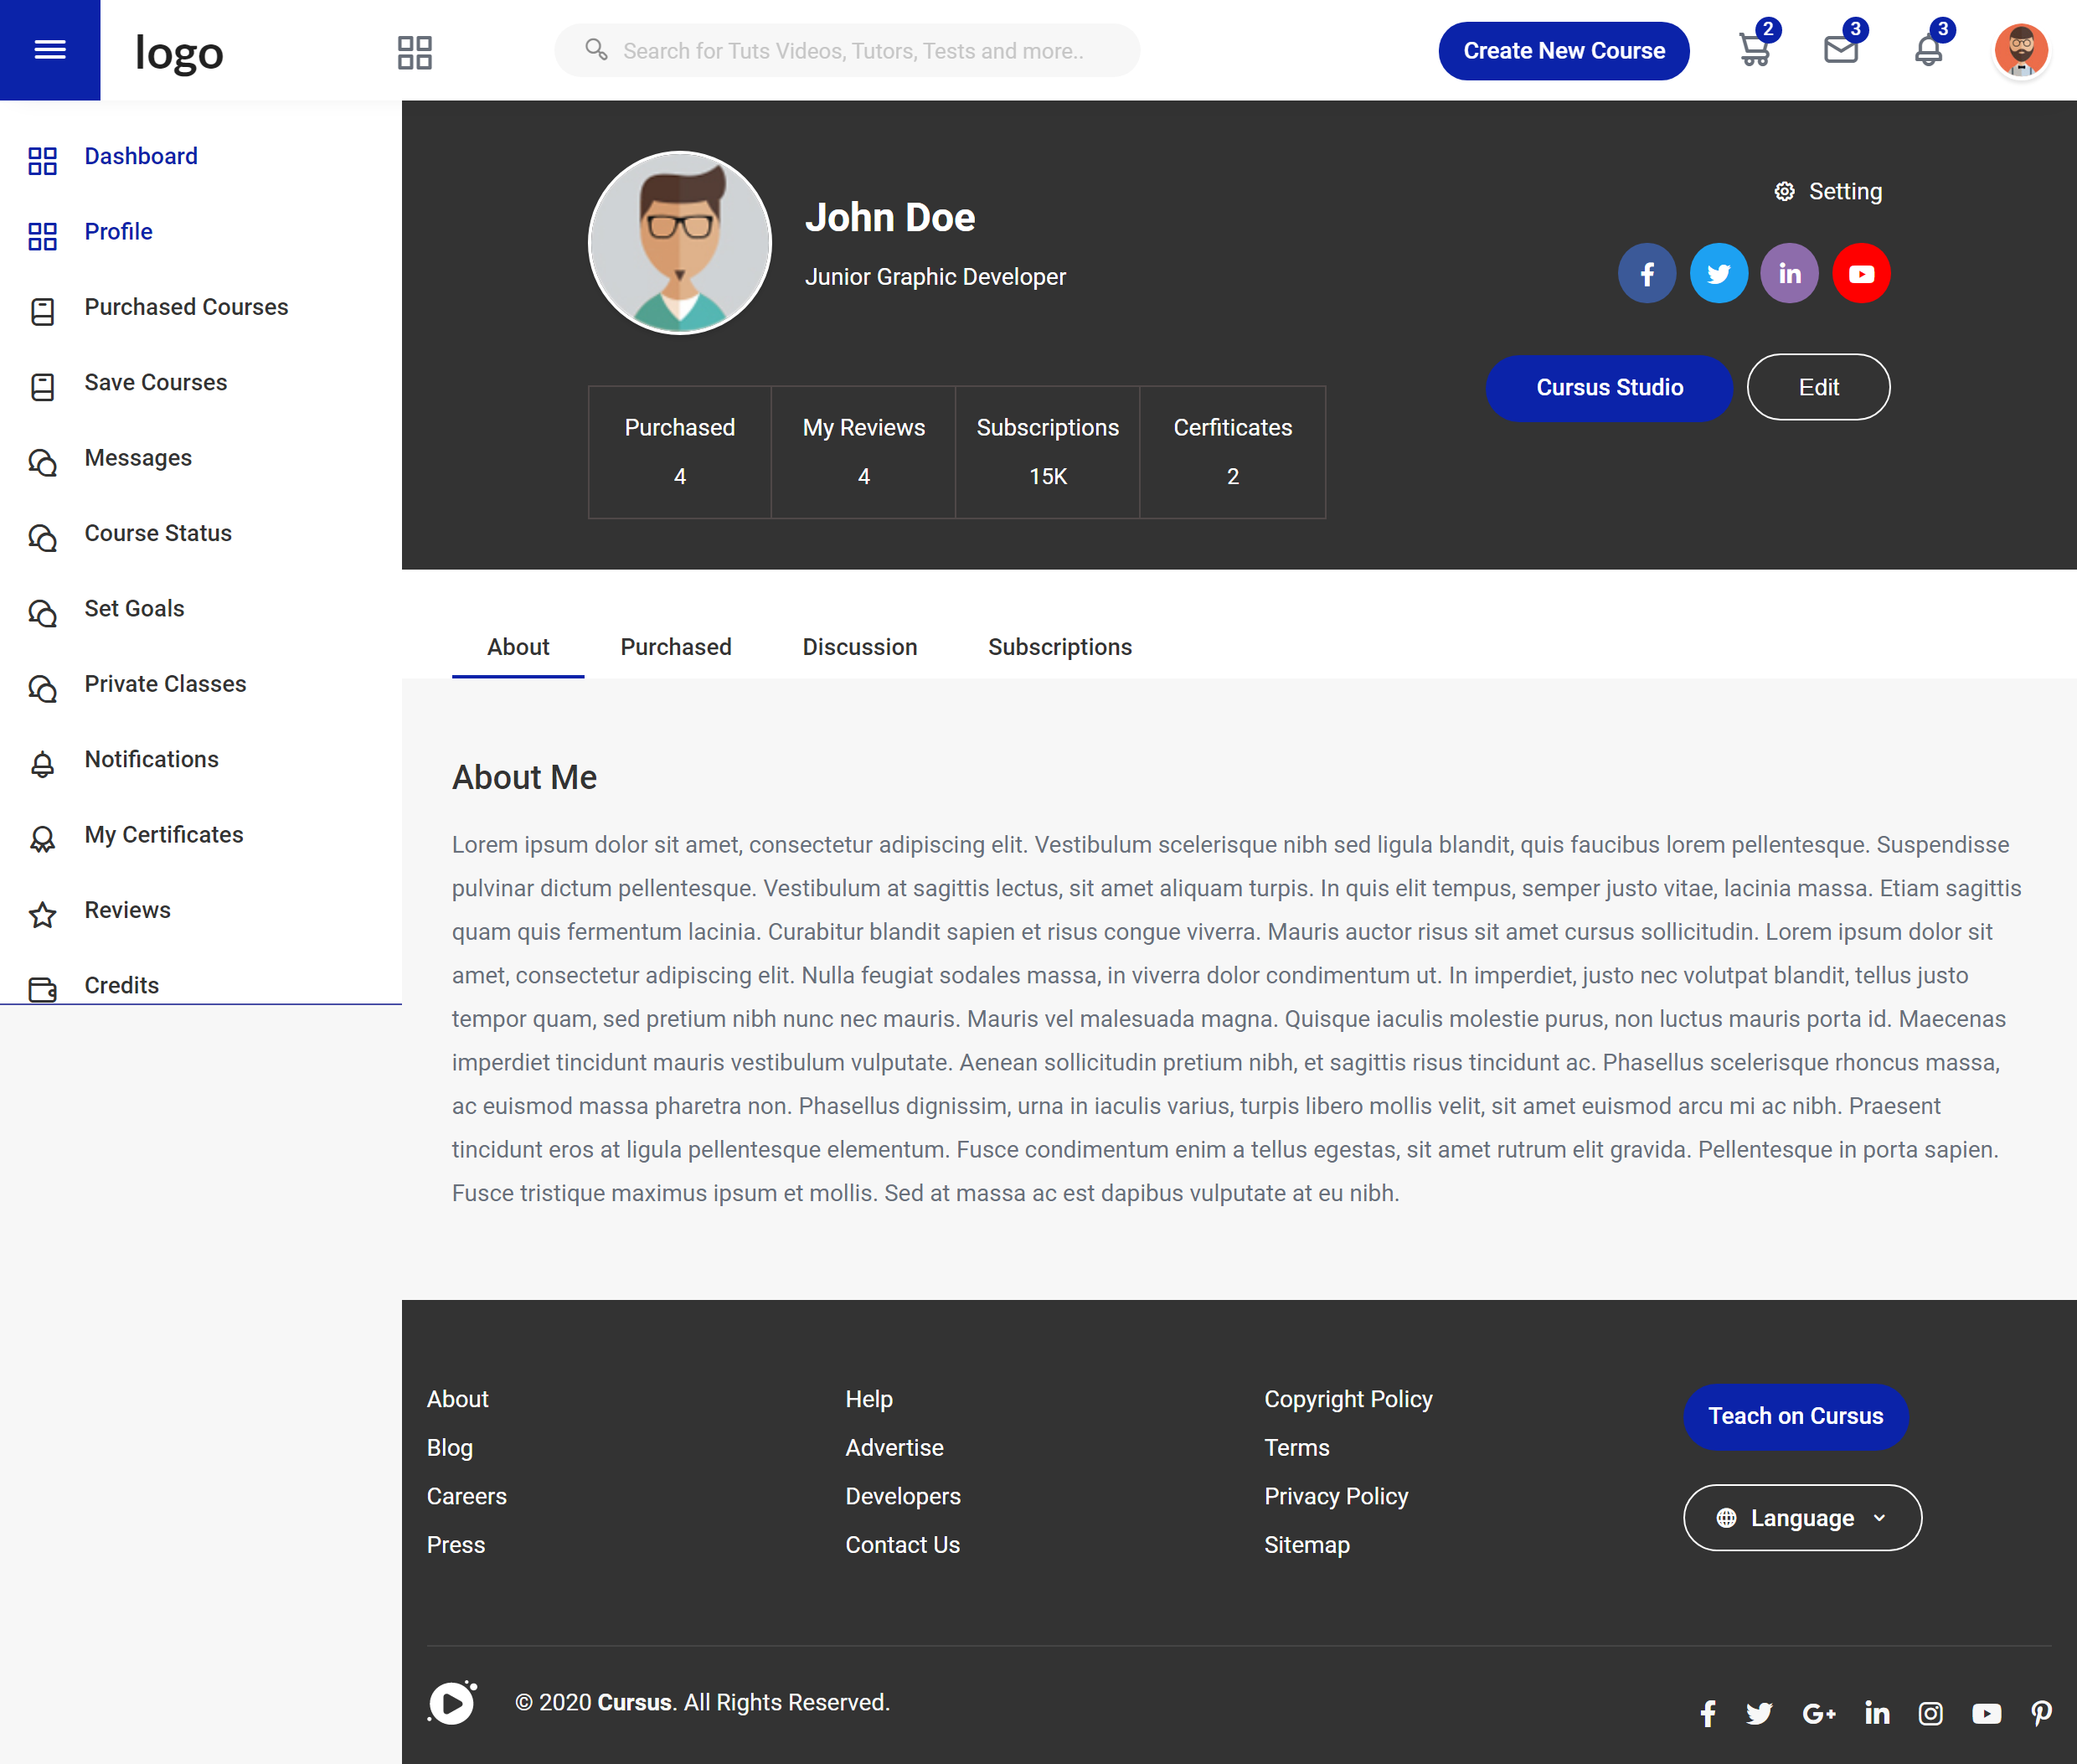 logo
Search for Tuts Videos, Tutors, Tests and more..
Create New Course
2
3
3
Dashboard
Profile
Purchased Courses
Save Courses
Messages
Course Status
Set Goals
Private Classes
Notifications
My Certificates
Reviews
Credits
John Doe
Junior Graphic Developer
Setting
Cursus Studio
Edit
Purchased
4
My Reviews
4
Subscriptions
15K
Cerfiticates
2
About
Purchased
Discussion
Subscriptions
About Me
Lorem ipsum dolor sit amet, consectetur adipiscing elit. Vestibulum scelerisque nibh sed ligula blandit, quis faucibus lorem pellentesque. Suspendisse
pulvinar dictum pellentesque. Vestibulum at sagittis lectus, sit amet aliquam turpis. In quis elit tempus, semper justo vitae, lacinia massa. Etiam sagittis
quam quis fermentum lacinia. Curabitur blandit sapien et risus congue viverra. Mauris auctor risus sit amet cursus sollicitudin. Lorem ipsum dolor sit
amet, consectetur adipiscing elit. Nulla feugiat sodales massa, in viverra dolor condimentum ut. In imperdiet, justo nec volutpat blandit, tellus justo
tempor quam, sed pretium nibh nunc nec mauris. Mauris vel malesuada magna. Quisque iaculis molestie purus, non luctus mauris porta id. Maecenas
imperdiet tincidunt mauris vestibulum vulputate. Aenean sollicitudin pretium nibh, et sagittis risus tincidunt ac. Phasellus scelerisque rhoncus massa,
ac euismod massa pharetra non. Phasellus dignissim, urna in iaculis varius, turpis libero mollis velit, sit amet euismod arcu mi ac nibh. Praesent
tincidunt eros at ligula pellentesque elementum. Fusce condimentum enim a tellus egestas, sit amet rutrum elit gravida. Pellentesque in porta sapien.
Fusce tristique maximus ipsum et mollis. Sed at massa ac est dapibus vulputate at eu nibh.
About
Blog
Careers
Press
Help
Advertise
Developers
Contact Us
Copyright Policy
Terms
Privacy Policy
Sitemap
Teach on Cursus
Language
© 2020 Cursus. All Rights Reserved.